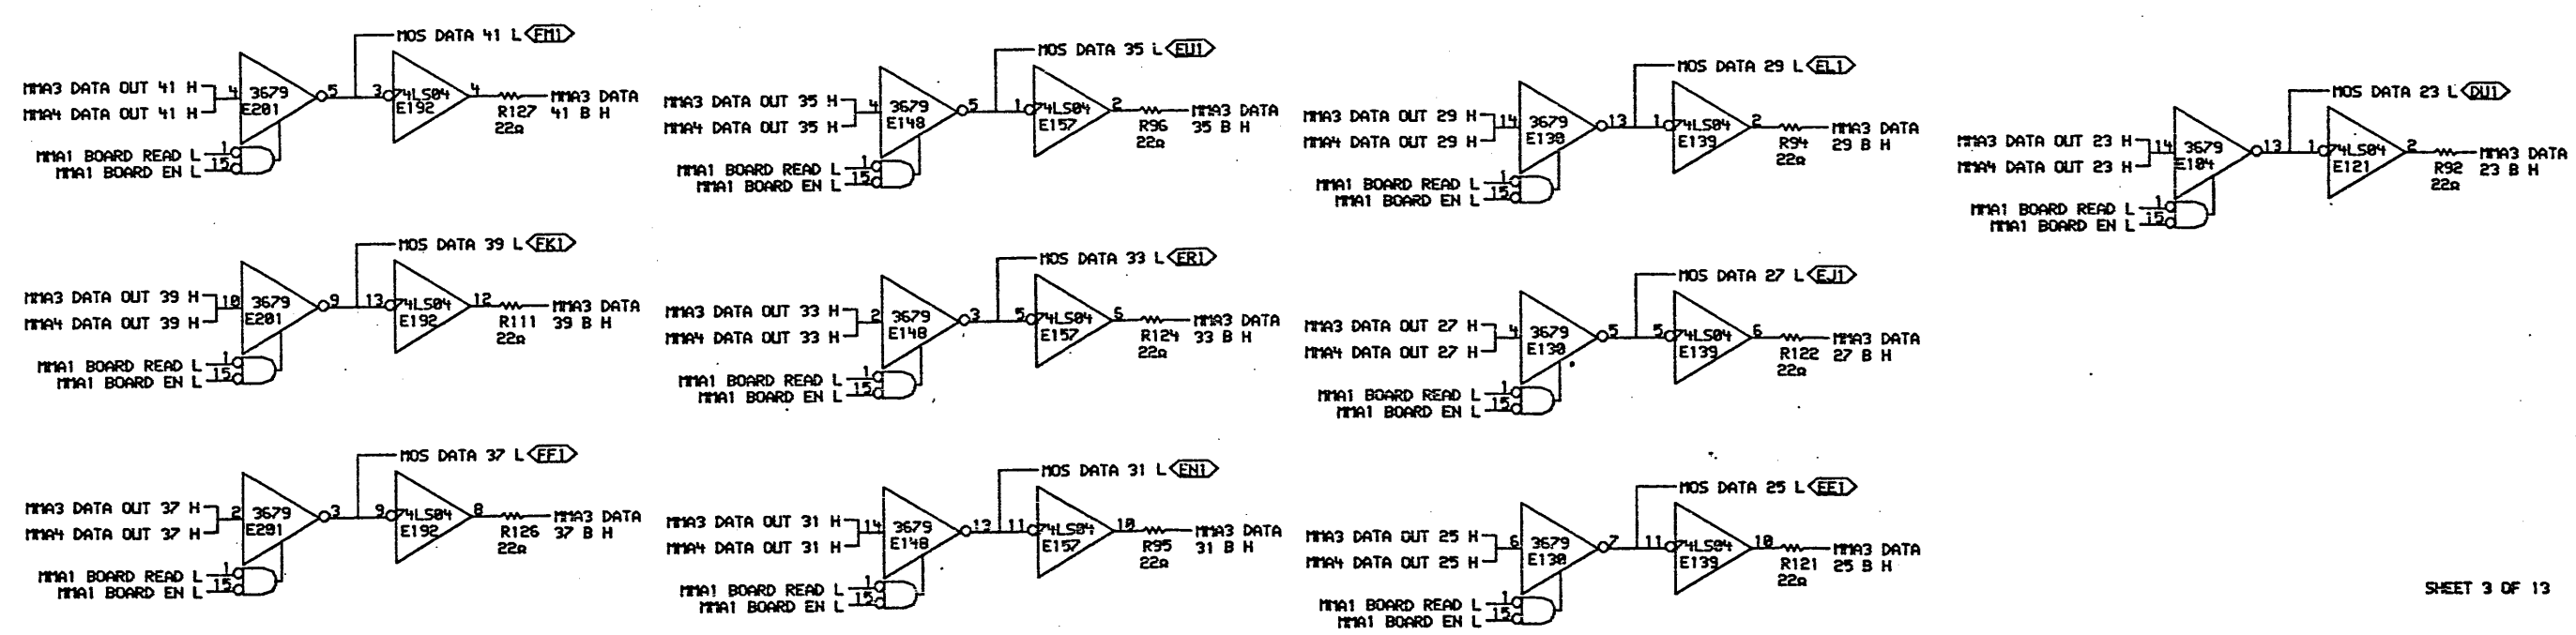 MOS DATA 41 L EM1
MMA3 DATA OUT 41 H
MMA4 DATA OUT 41 H
4 3679 E201 5
3 74LS04 E192 4
R127 22Ω
MMA3 DATA 41 B H
MMA1 BOARD READ L 1
MMA1 BOARD EN L 15
MOS DATA 35 L EU1
MMA3 DATA OUT 35 H
MMA4 DATA OUT 35 H
4 3679 E148 5
1 74LS04 E157 2
R96 22Ω
MMA3 DATA 35 B H
MMA1 BOARD READ L 1
MMA1 BOARD EN L 15
MOS DATA 29 L EL1
MMA3 DATA OUT 29 H
MMA4 DATA OUT 29 H
14 3679 E130 13
1 74LS04 E139 2
R94 22Ω
MMA3 DATA 29 B H
MMA1 BOARD READ L 1
MMA1 BOARD EN L 15
MOS DATA 23 L DU1
MMA3 DATA OUT 23 H
MMA4 DATA OUT 23 H
14 3679 E104 13
1 74LS04 E121 2
R92 22Ω
MMA3 DATA 23 B H
MMA1 BOARD READ L 1
MMA1 BOARD EN L 15
MOS DATA 39 L EK1
MMA3 DATA OUT 39 H
MMA4 DATA OUT 39 H
10 3679 E201 9
13 74LS04 E192 12
R111 22Ω
MMA3 DATA 39 B H
MMA1 BOARD READ L 1
MMA1 BOARD EN L 15
MOS DATA 33 L ER1
MMA3 DATA OUT 33 H
MMA4 DATA OUT 33 H
2 3679 E148 3
5 74LS04 E157 6
R124 22Ω
MMA3 DATA 33 B H
MMA1 BOARD READ L 1
MMA1 BOARD EN L 15
MOS DATA 27 L EJ1
MMA3 DATA OUT 27 H
MMA4 DATA OUT 27 H
4 3679 E130 5
5 74LS04 E139 6
R122 22Ω
MMA3 DATA 27 B H
MMA1 BOARD READ L 1
MMA1 BOARD EN L 15
MOS DATA 37 L EF1
MMA3 DATA OUT 37 H
MMA4 DATA OUT 37 H
2 3679 E201 3
9 74LS04 E192 8
R126 22Ω
MMA3 DATA 37 B H
MMA1 BOARD READ L 1
MMA1 BOARD EN L 15
MOS DATA 31 L EN1
MMA3 DATA OUT 31 H
MMA4 DATA OUT 31 H
14 3679 E148 13
11 74LS04 E157 10
R95 22Ω
MMA3 DATA 31 B H
MMA1 BOARD READ L 1
MMA1 BOARD EN L 15
MOS DATA 25 L EE1
MMA3 DATA OUT 25 H
MMA4 DATA OUT 25 H
6 3679 E130 7
11 74LS04 E139 10
R121 22Ω
MMA3 DATA 25 B H
MMA1 BOARD READ L 1
MMA1 BOARD EN L 15
SHEET 3 OF 13